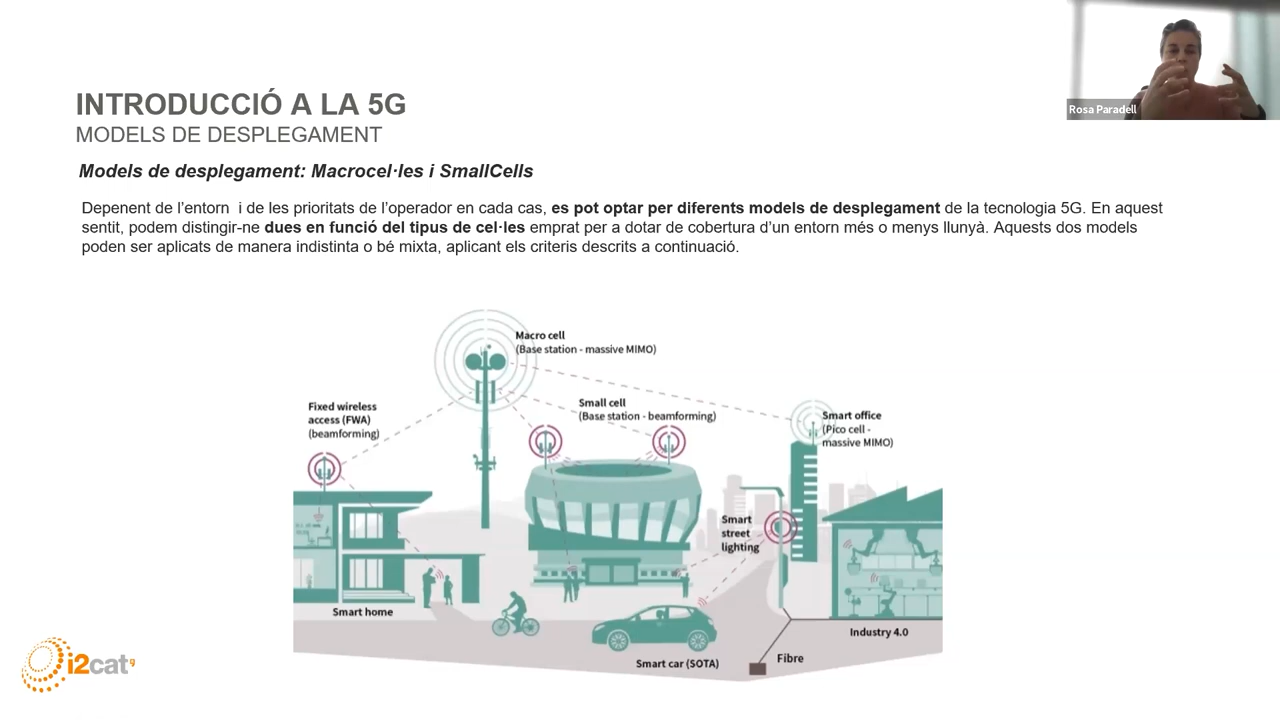 Rosa Paradell
INTRODUCCIÓ A LA 5G
MODELS DE DESPLEGAMENT
Models de desplegament: Macrocel·les i SmallCells
Depenent de l’entorn  i de les prioritats de l’operador en cada cas, es pot optar per diferents models de desplegament de la tecnologia 5G. En aquest
sentit, podem distingir-ne dues en funció del tipus de cel·les emprat per a dotar de cobertura d’un entorn més o menys llunyà. Aquests dos models
poden ser aplicats de manera indistinta o bé mixta, aplicant els criteris descrits a continuació.
Macro cell
(Base station - massive MIMO)
Fixed wireless
access (FWA)
(beamforming)
Small cell
(Base station - beamforming)
Smart office
(Pico cell -
massive MIMO)
Smart
street
lighting
Smart home
Industry 4.0
Smart car (SOTA)
Fibre
i2cat9